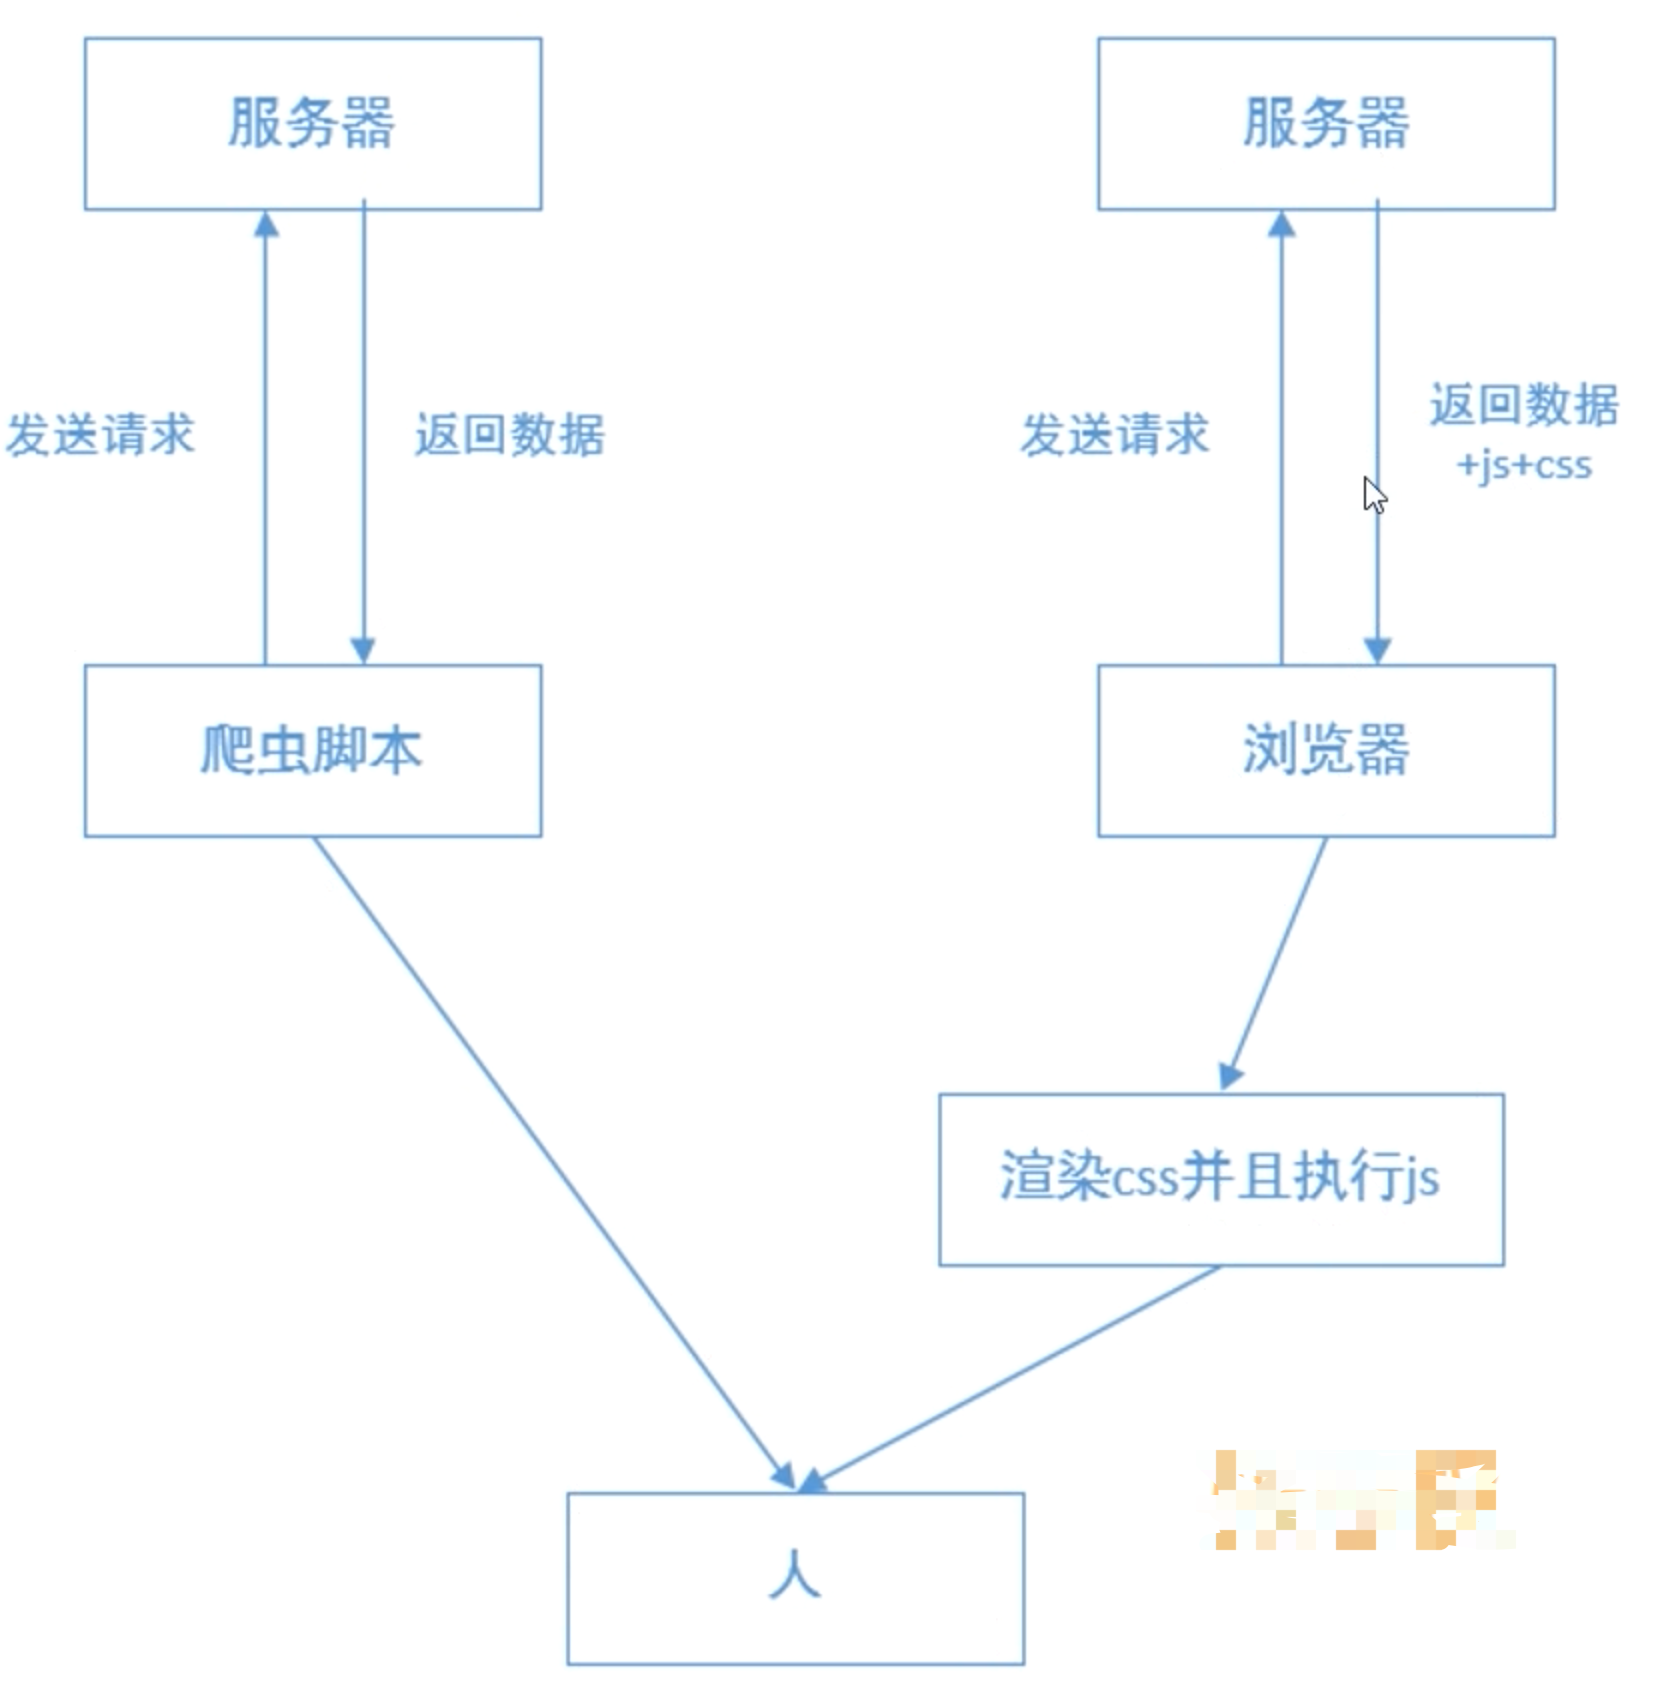 服务器
服务器
发送请求
返回数据
发送请求
返回数据
+js+css
爬虫脚本
浏览器
渲染css并且执行js
人